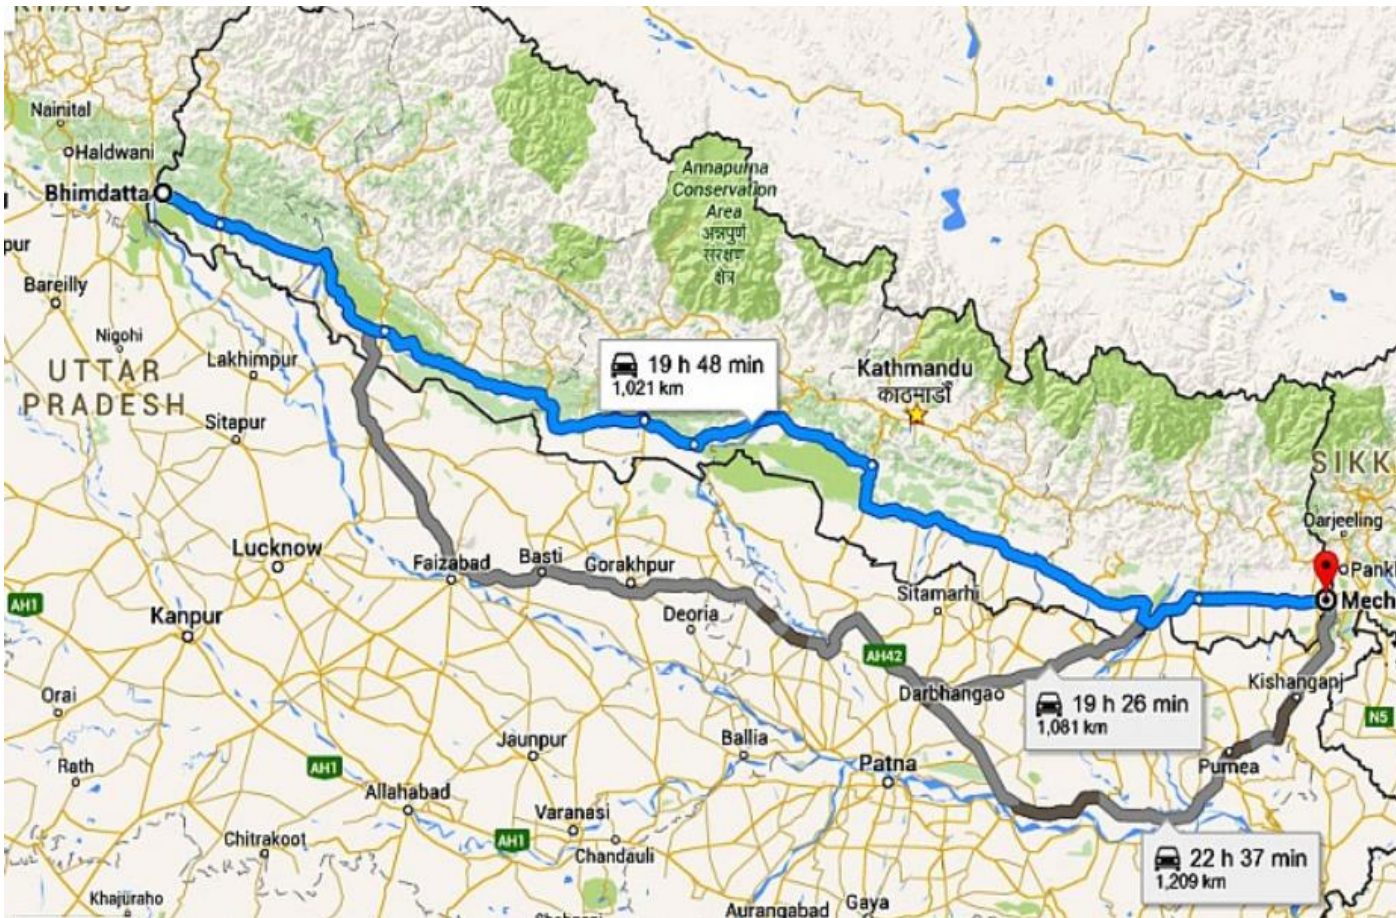 KHAND
Nainital
Haldwani
Bhimdatta
pur
Bareilly
Nigohi
Lakhimpur
UTTAR
PRADESH
Sitapur
Annapurna
Conservation
Area
अन्नपुर्ण
संरक्षण
क्षेत्र
19 h 48 min
1,021 km
Kathmandu
काठमाडौँ
SIKK
Darjeeling
Pankh
Mech
Lucknow
Faizabad
Basti
Gorakhpur
Deoria
Sitamarhi
AH1
Kanpur
AH42
Darbhangao
Kishanganj
19 h 26 min
1,081 km
N5
Orai
Rath
AH1
Jaunpur
Ballia
Patna
Purnea
Allahabad
Varanasi
AH1
Chandauli
Chitrakoot
22 h 37 min
1,209 km
Khajuraho
Aurangabad
Gaya